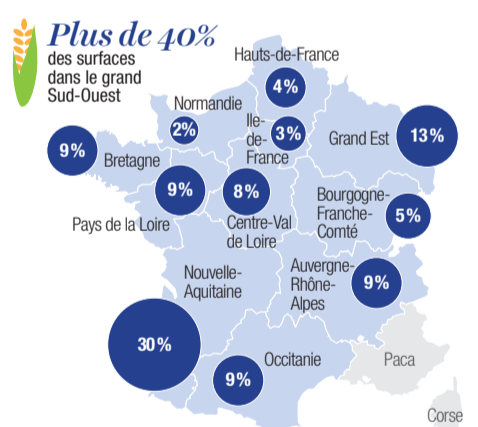 Plus de 40%
des surfaces
dans le grand
Sud-Ouest
Hauts-de-France
4%
Normandie
2%
Ile-
de-
France
3%
Grand Est
13%
9%
Bretagne
9%
Pays de la Loire
8%
Centre-Val
de Loire
Bourgogne-
Franche-
Comté
5%
Nouvelle-
Aquitaine
30%
Auvergne-
Rhône-
Alpes
9%
Occitanie
9%
Paca
Corse